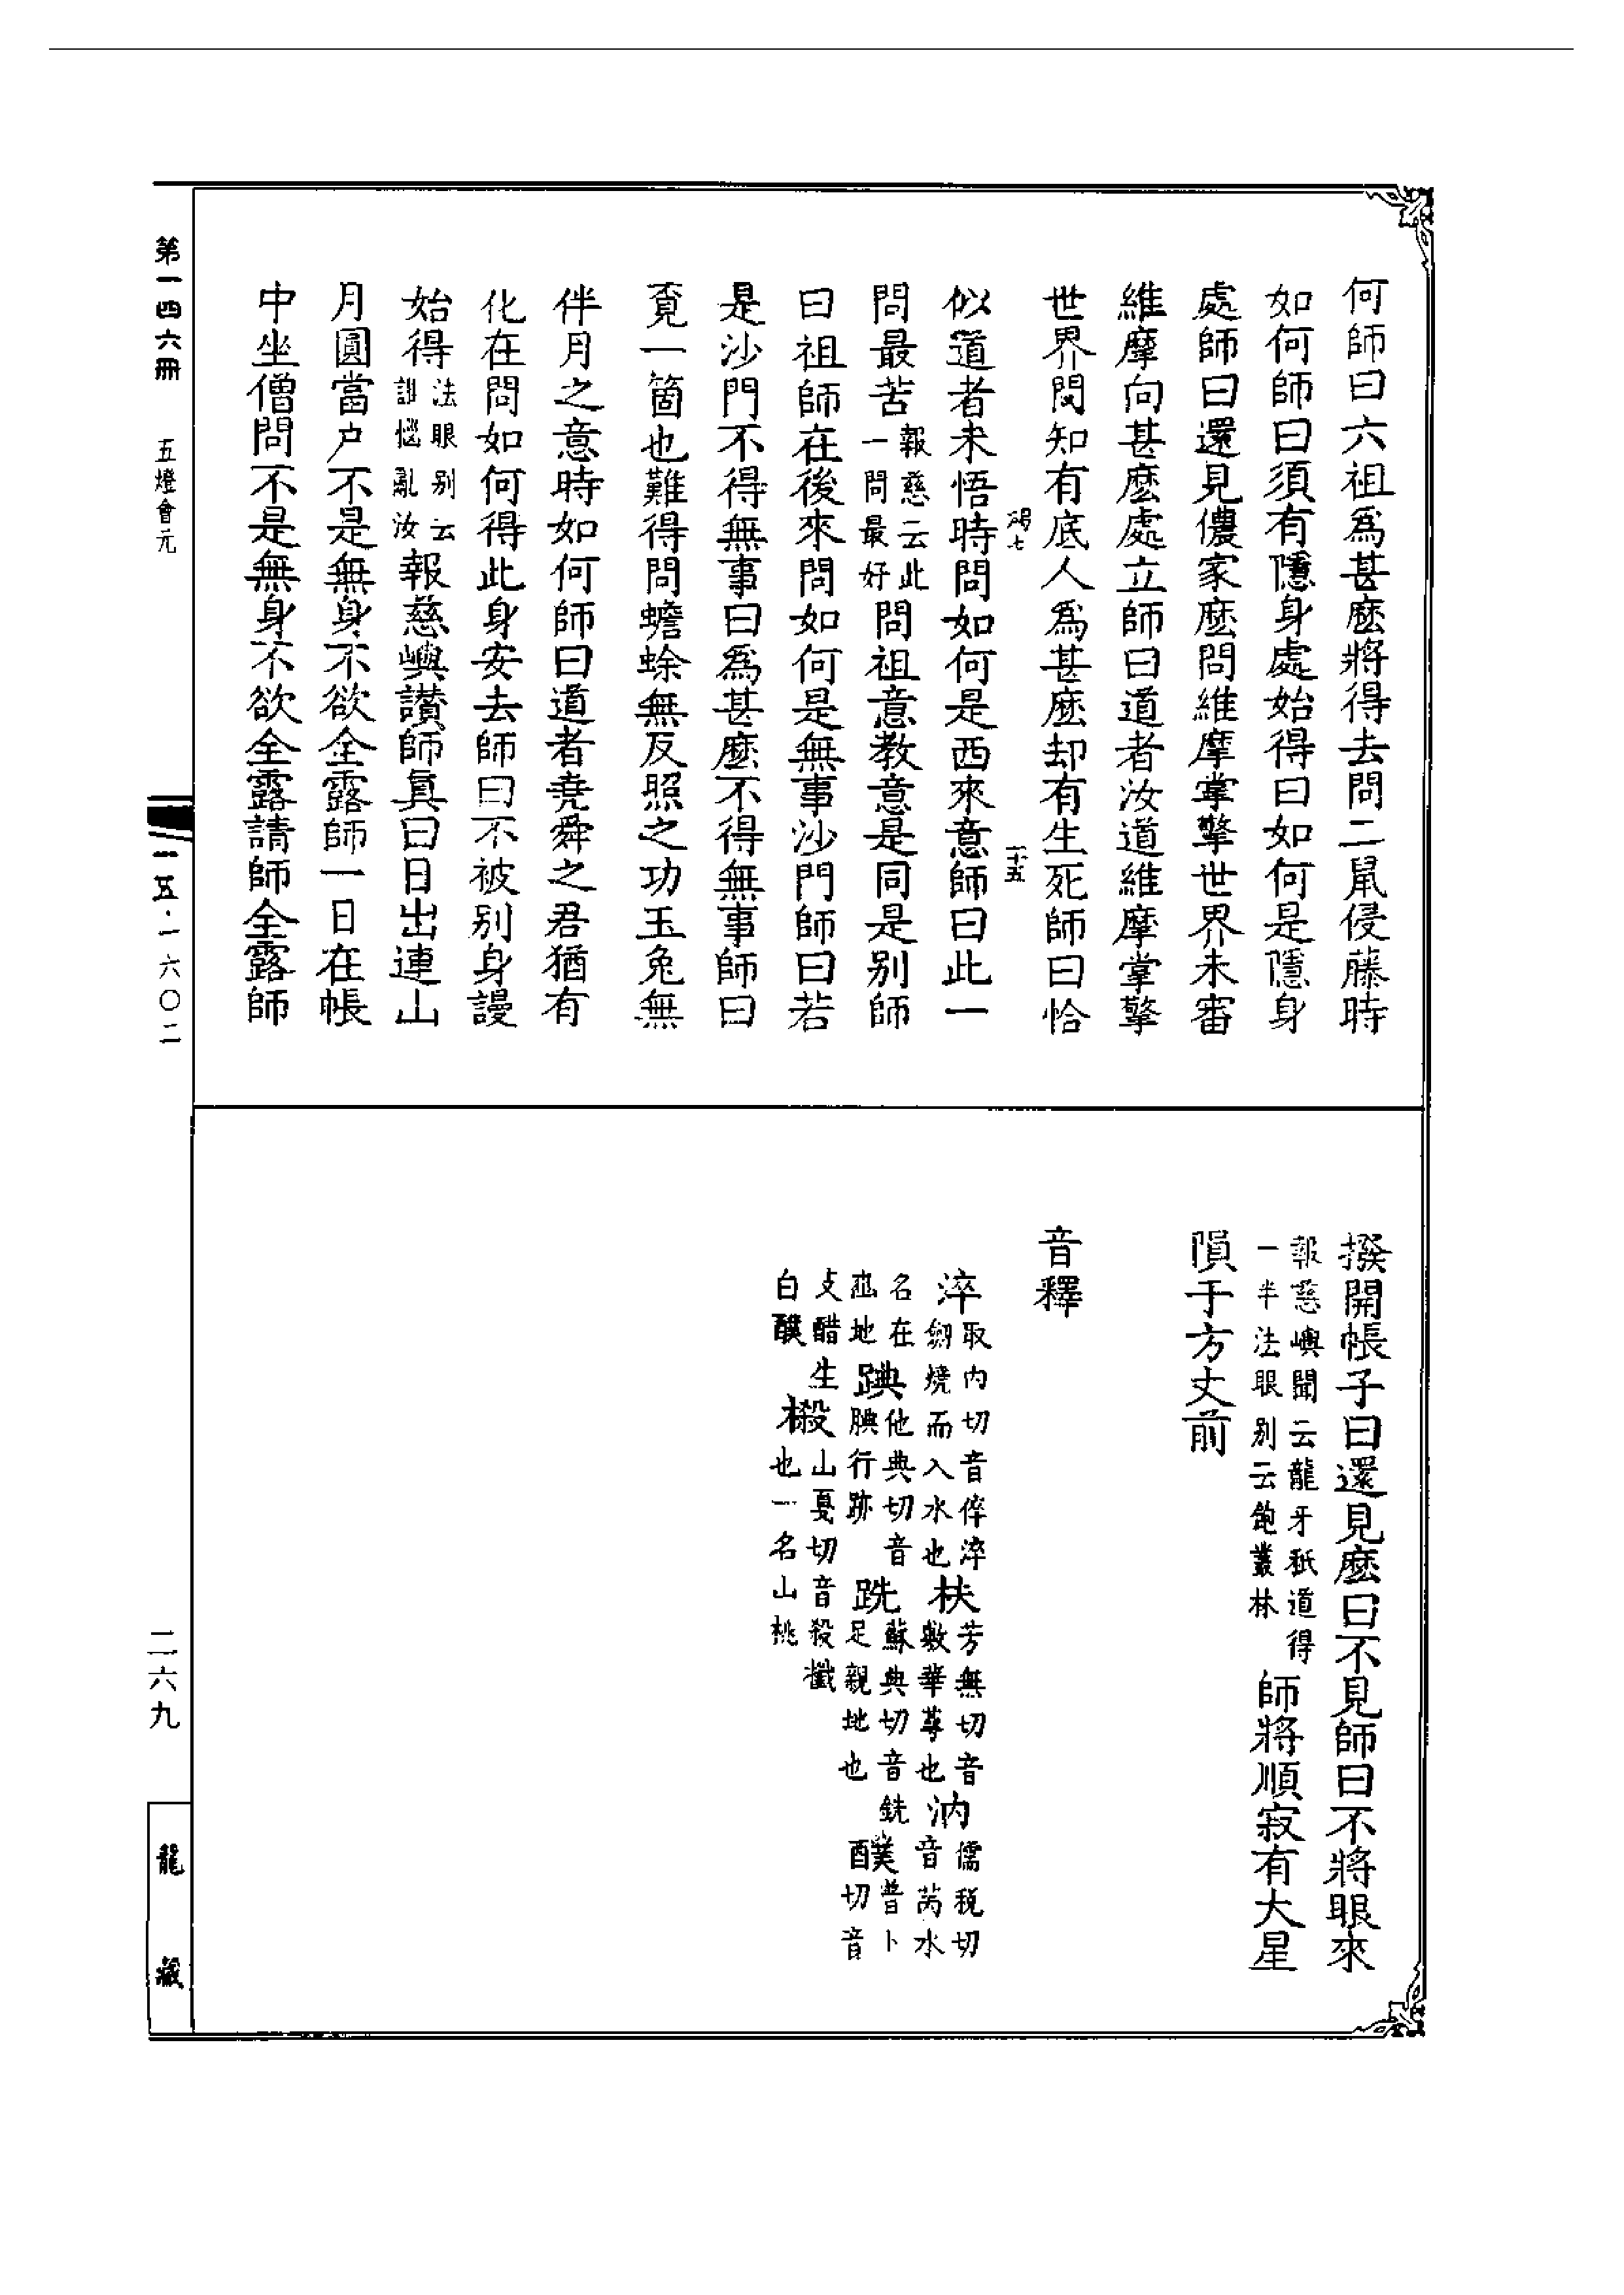 何師曰六祖爲甚麽將得去問二鼠侵藤時
如何師曰須有隱身處始得曰如何是隱身
處師曰還見儂家麽問維摩掌擎世界未審
維摩向甚麽處立師曰道者汝道維摩掌擎
世界問知有底人爲甚麽却有生死師曰恰
似道者未悟時問如何是西來意師曰此一
問最苦報慈云此一問最好問祖意教意是同是別師
曰祖師在後來問如何是無事沙門師曰若
是沙門不得無事曰爲甚麽不得無事師曰
覓一箇也難得問蟾蜍無反照之功玉兔無
伴月之意時如何師曰道者堯舜之君猶有
化在問如何得此身安去師曰不被別身謾
始得法眼別云誰惱亂汝報慈嶼讚師真曰日出連山
月圓當户不是無身不欲全露師一日在帳
中坐僧問不是無身不欲全露請師全露師
撥開帳子曰還見麽曰不見師曰不將眼來
報慈嶼聞云龍牙秖道得一半法眼別云飽叢林師將順寂有大星
隕于方丈前
音釋
淬取内切音倅淬劒燒而入水也枎芳無切音敷華萼也汭儒稅切音芮水
名在地䠄他典切音腆行跡跣蘇典切音銑足親地也醭普卜切音
攴醋生白醭樧山戛切音殺㰇也一名山桃
第一四六冊
五燈會元
一五·一六〇二
二六九
龍藏
十五